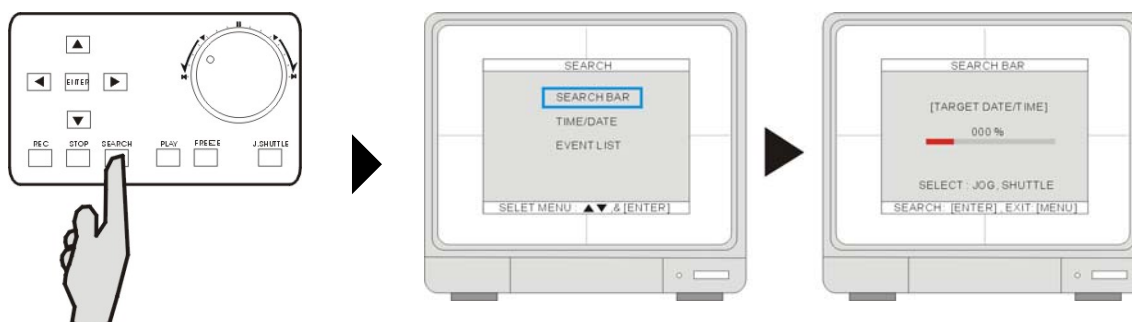 ENTER
REC STOP SEARCH PLAY FREEZE J.SHUTTLE
SEARCH
SEARCH BAR
TIME/DATE
EVENT LIST
SELET MENU : ▲▼ ,& [ENTER]
SEARCH BAR
[TARGET DATE/TIME]
000 %
SELECT : JOG, SHUTTLE
SEARCH : [ENTER] , EXIT: [MENU]